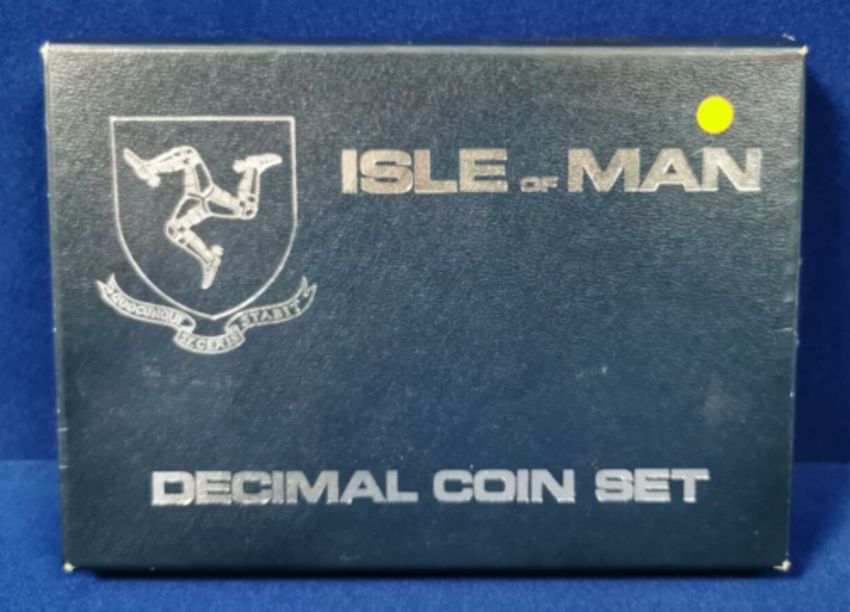 ISLE OF MAN
QUOCUNQUE
JECERIS
STABIT
DECIMAL COIN SET